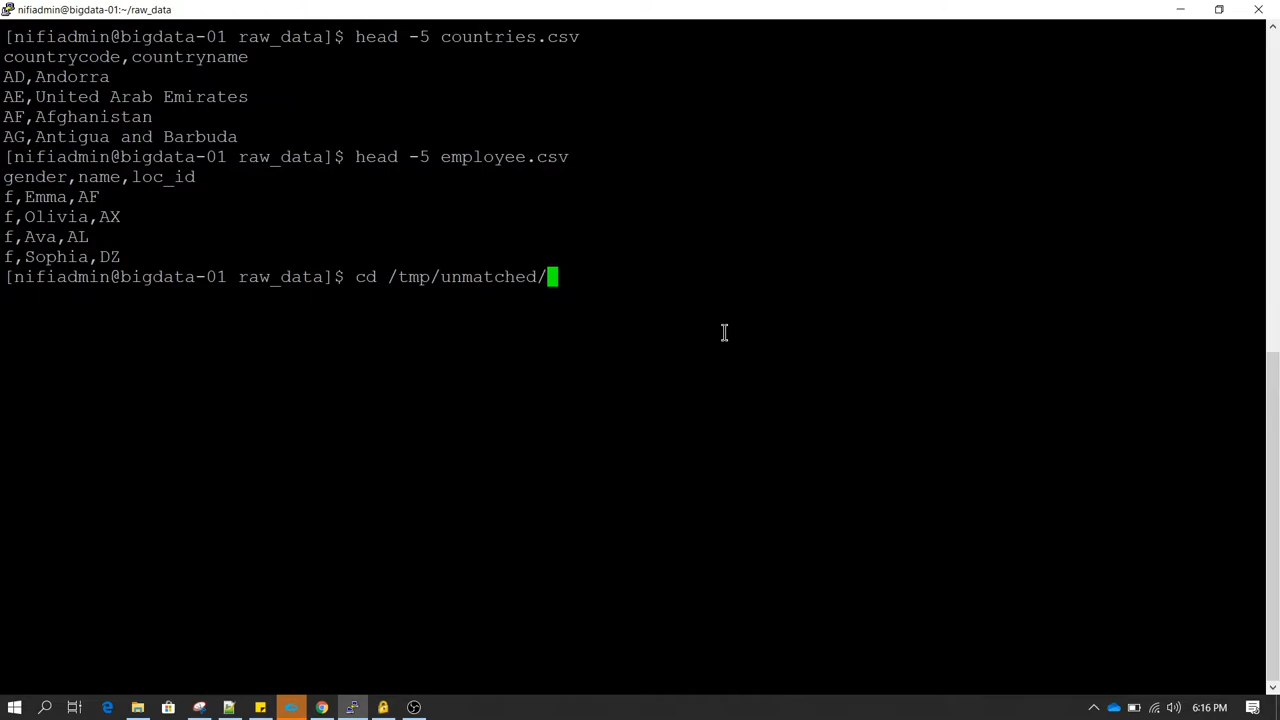 nifiadmin@bigdata-01:~/raw_data
[nifiadmin@bigdata-01 raw_data]$ head -5 countries.csv
countrycode,countryname
AD,Andorra
AE,United Arab Emirates
AF,Afghanistan
AG,Antigua and Barbuda
[nifiadmin@bigdata-01 raw_data]$ head -5 employee.csv
gender,name,loc_id
f,Emma,AF
f,Olivia,AX
f,Ava,AL
f,Sophia,DZ
[nifiadmin@bigdata-01 raw_data]$ cd /tmp/unmatched/
6:16 PM